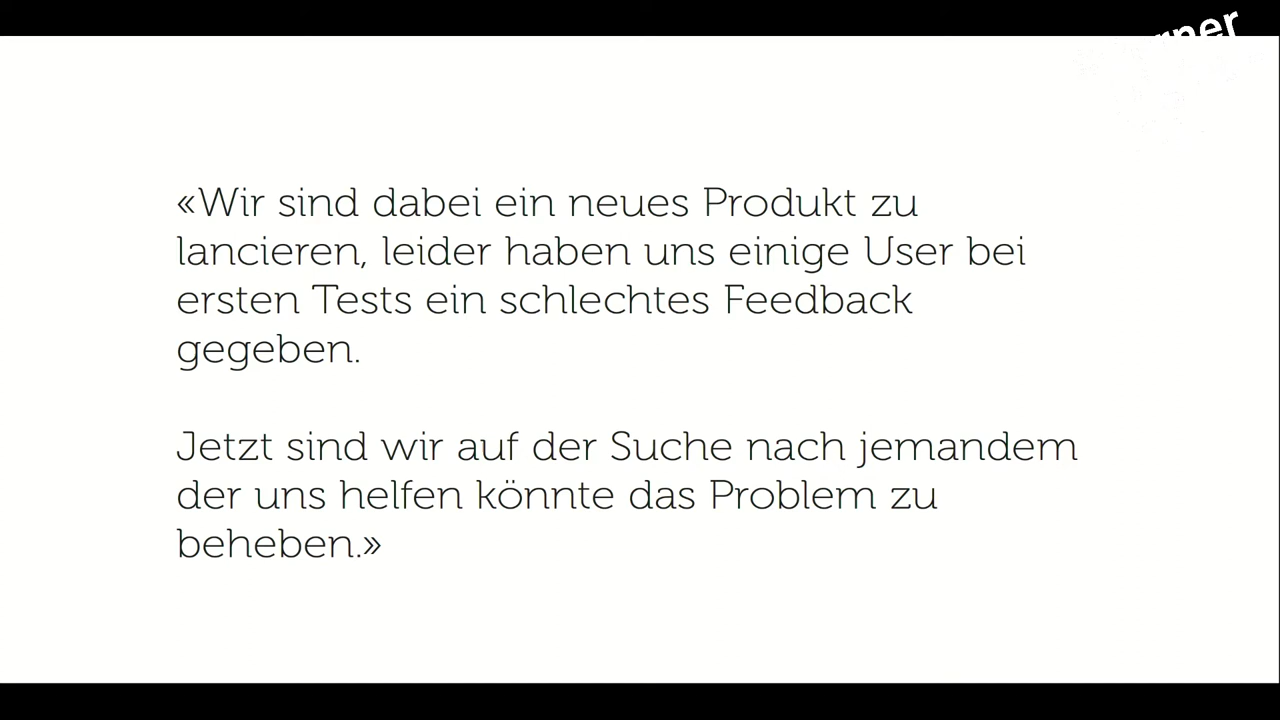 «Wir sind dabei ein neues Produkt zu
lancieren, leider haben uns einige User bei
ersten Tests ein schlechtes Feedback
gegeben.
Jetzt sind wir auf der Suche nach jemandem
der uns helfen könnte das Problem zu
beheben.»